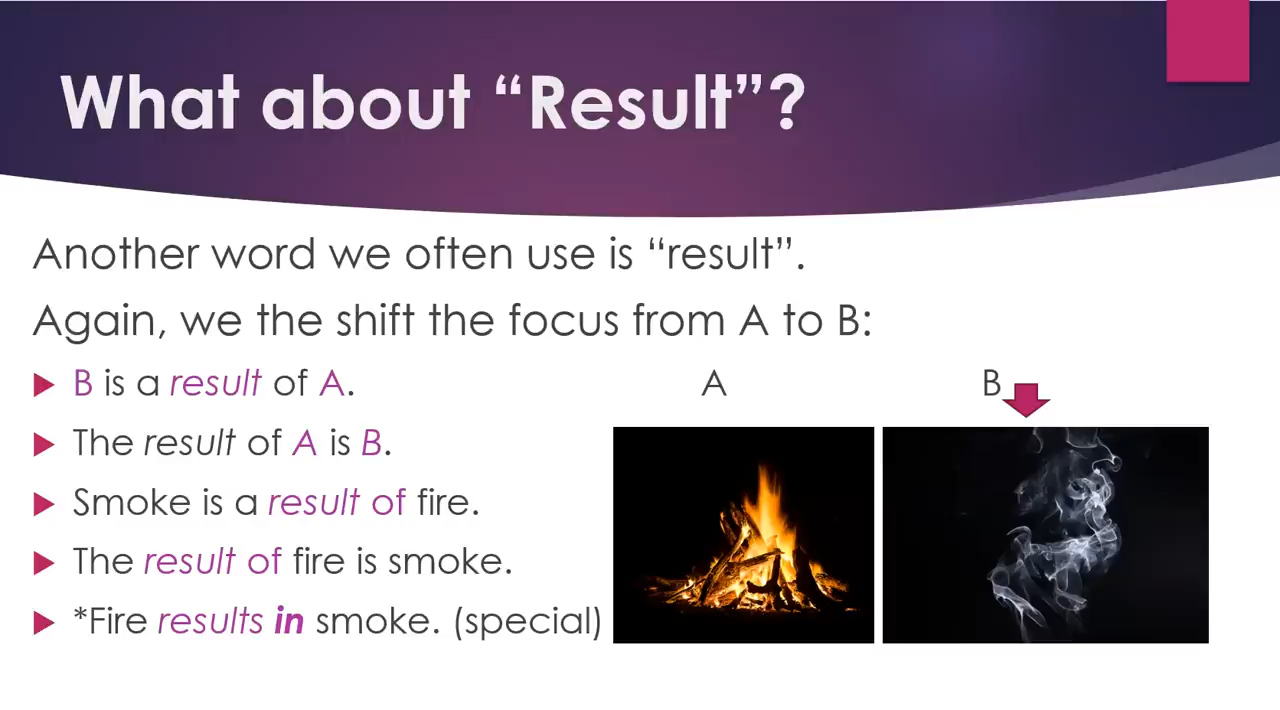 What about “Result”?
Another word we often use is “result”.
Again, we the shift the focus from A to B:
B is a result of A.
A
B
The result of A is B.
Smoke is a result of fire.
The result of fire is smoke.
*Fire results in smoke. (special)